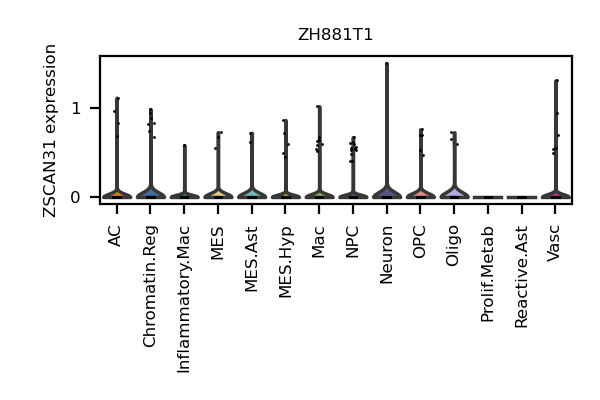 ZH881T1
ZSCAN31 expression
1
0
AC
Chromatin.Reg
Inflammatory.Mac
MES
MES.Ast
MES.Hyp
Mac
NPC
Neuron
OPC
Oligo
Prolif.Metab
Reactive.Ast
Vasc